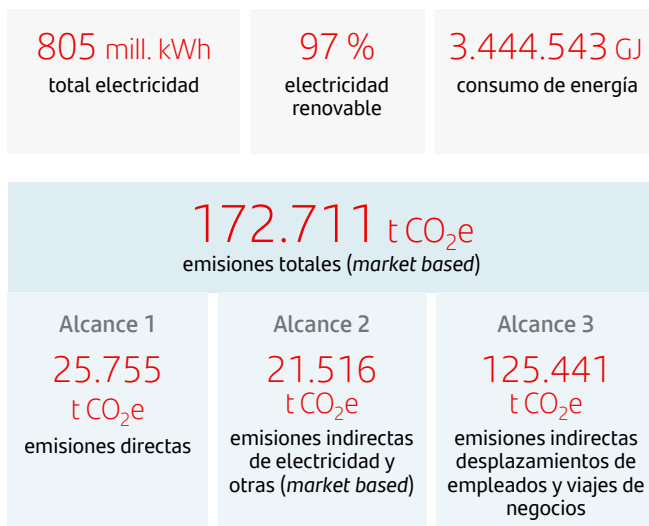 805 mill. kWh
total electricidad
97 %
electricidad
renovable
3.444.543 GJ
consumo de energía
172.711 t CO₂e
emisiones totales (market based)
Alcance 1
25.755
t CO₂e
emisiones directas
Alcance 2
21.516
t CO₂e
emisiones indirectas
de electricidad y
otras (market based)
Alcance 3
125.441
t CO₂e
emisiones indirectas
desplazamientos de
empleados y viajes de
negocios